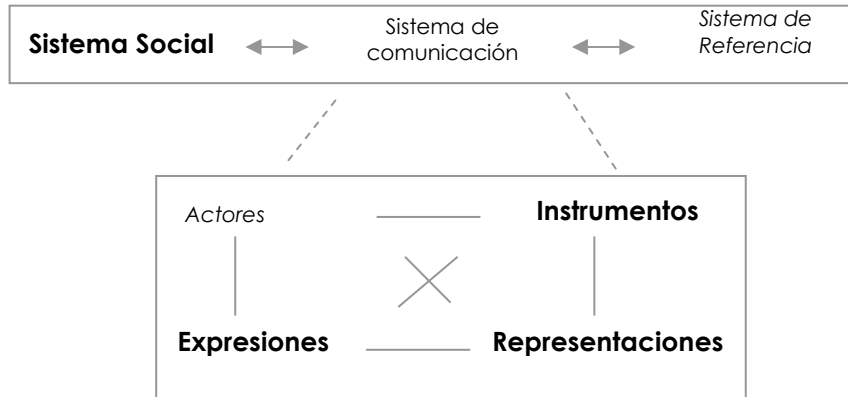 Sistema Social
Sistema de
comunicación
Sistema de
Referencia
Actores
Instrumentos
Expresiones
Representaciones